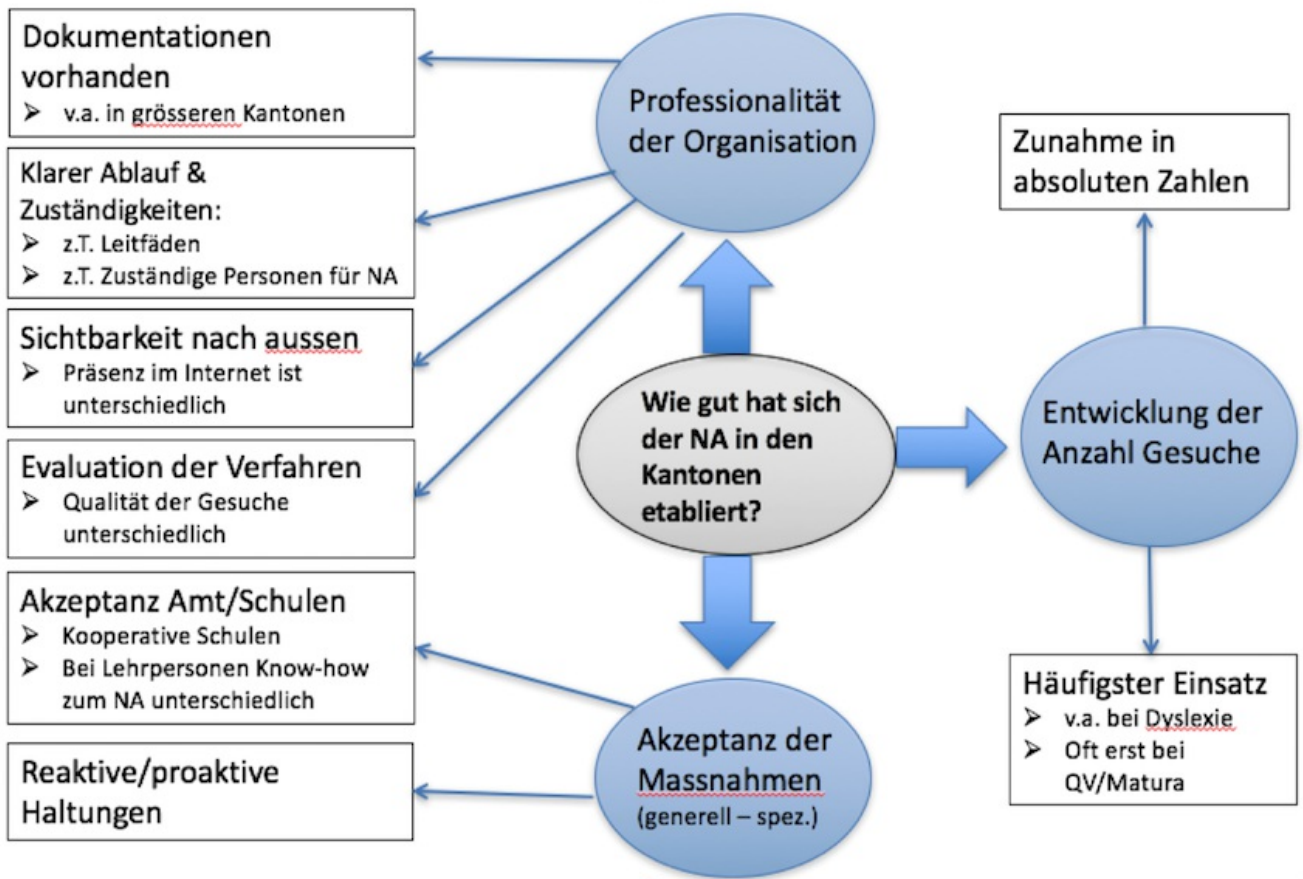 Dokumentationen
vorhanden
➢ v.a. in grösseren Kantonen
Klarer Ablauf &
Zuständigkeiten:
➢ z.T. Leitfäden
➢ z.T. Zuständige Personen für NA
Sichtbarkeit nach aussen
➢ Präsenz im Internet ist
unterschiedlich
Evaluation der Verfahren
➢ Qualität der Gesuche
unterschiedlich
Akzeptanz Amt/Schulen
➢ Kooperative Schulen
➢ Bei Lehrpersonen Know-how
zum NA unterschiedlich
Reaktive/proaktive
Haltungen
Professionalität
der Organisation
Wie gut hat sich
der NA in den
Kantonen
etabliert?
Akzeptanz der
Massnahmen
(generell – spez.)
Zunahme in
absoluten Zahlen
Entwicklung der
Anzahl Gesuche
Häufigster Einsatz
➢ v.a. bei Dyslexie
➢ Oft erst bei
QV/Matura